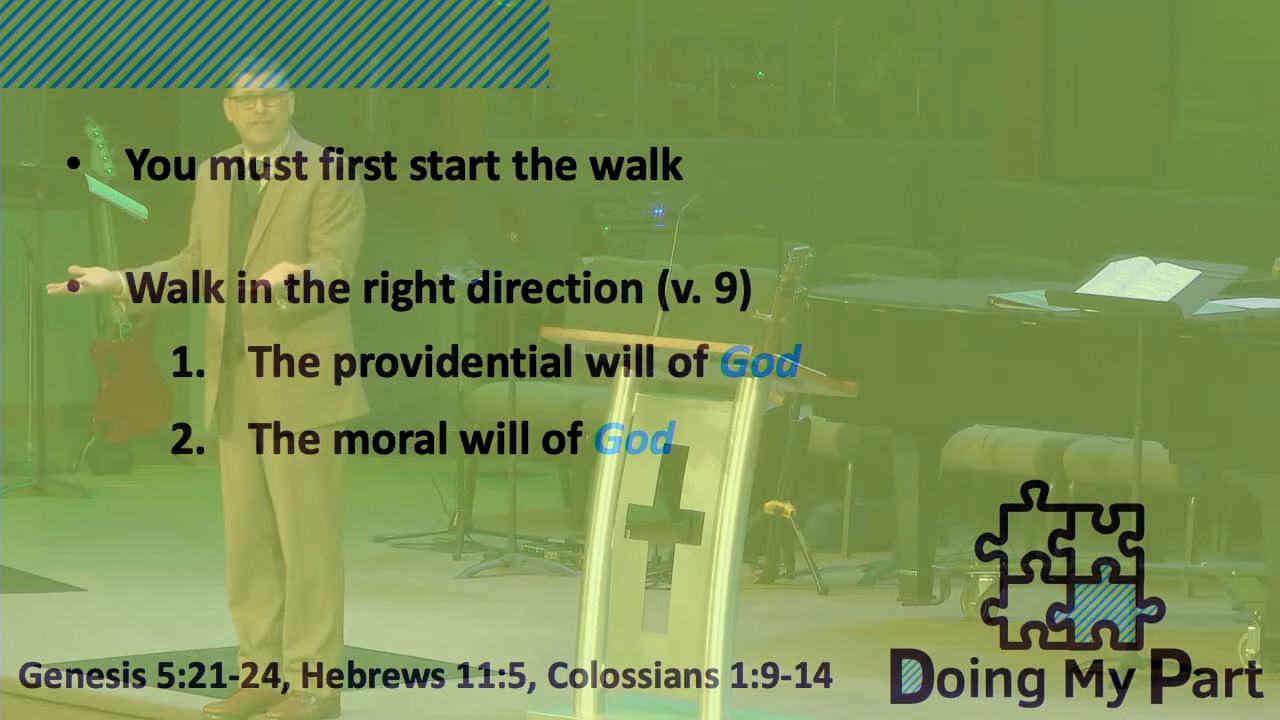 • You must first start the walk
• Walk in the right direction (v. 9)
1. The providential will of God
2. The moral will of God
Genesis 5:21-24, Hebrews 11:5, Colossians 1:9-14
Doing My Part